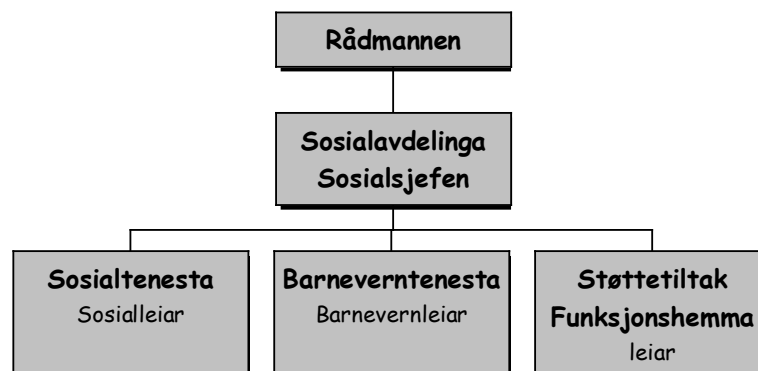 Rådmannen
Sosialavdelinga
Sosialsjefen
Sosialtenesta
Sosialleiar
Barneverntenesta
Barnevernleiar
Støttetiltak
Funksjonshemma
leiar